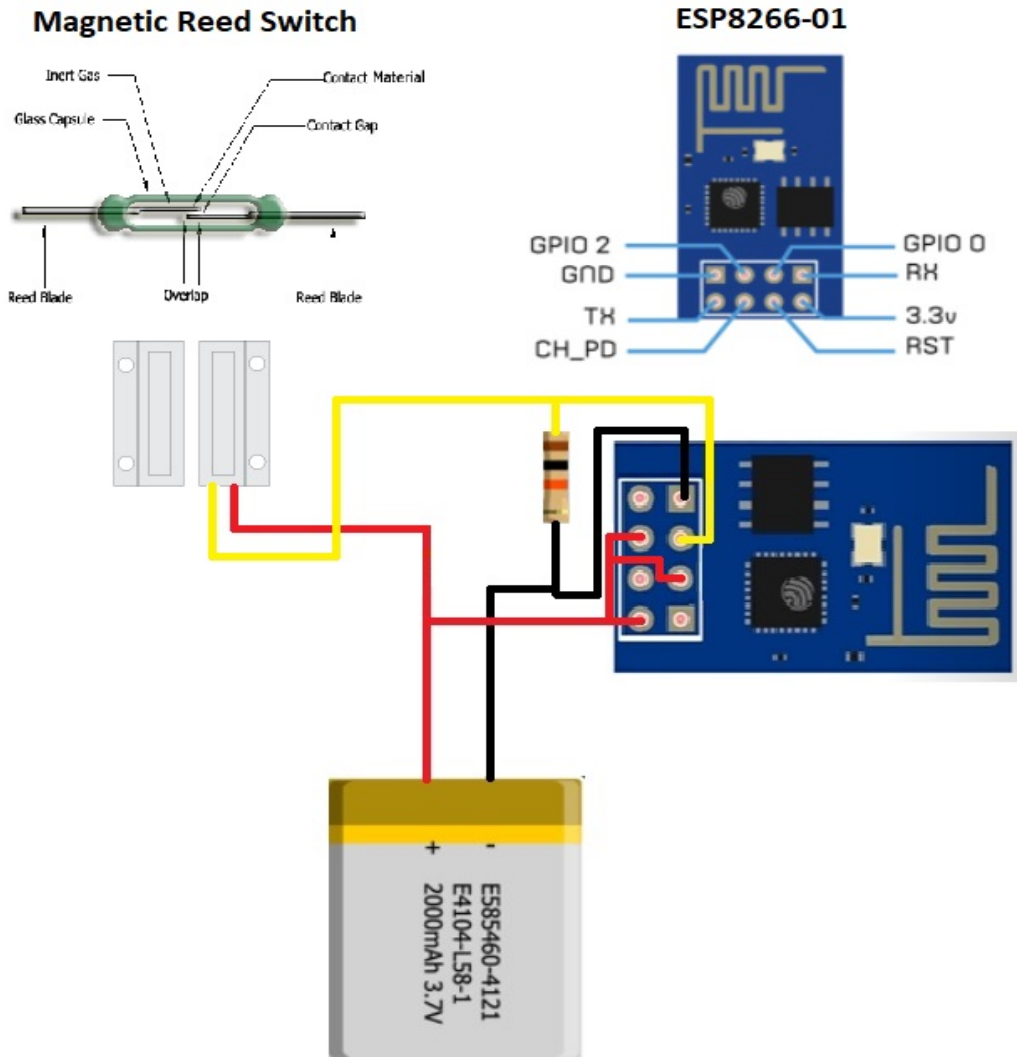 Magnetic Reed Switch
ESP8266-01
Inert Gas
Contact Material
Glass Capsule
Contact Gap
Reed Blade
Overlap
Reed Blade
GPIO 2
GPIO 0
GND
RX
TX
3.3v
CH_PD
RST
+ -
E585460-4121
E4104-L58-1
2000mAh 3.7V